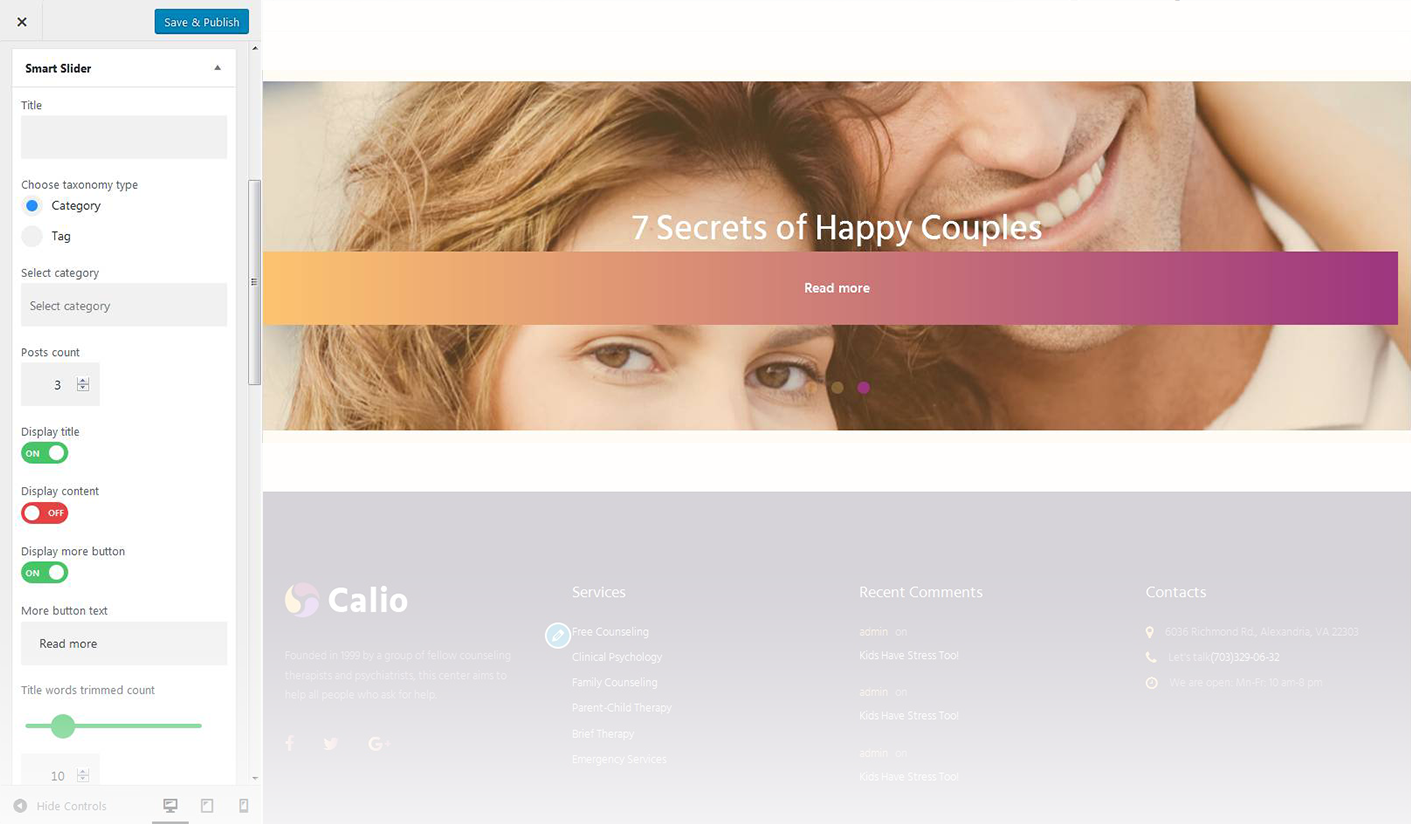 Save & Publish
Smart Slider
Title
Choose taxonomy type
Category
Tag
Select category
Select category
Posts count
3
Display title
ON
Display content
OFF
Display more button
ON
More button text
Read more
Title words trimmed count
10
Hide Controls
7 Secrets of Happy Couples
Read more
Calio
Founded in 1999 by a group of fellow counseling
therapists and psychiatrists, this center aims to
help all people who ask for help.
Services
Free Counseling
Clinical Psychology
Family Counseling
Parent-Child Therapy
Brief Therapy
Emergency Services
Recent Comments
admin on
Kids Have Stress Too!
admin on
Kids Have Stress Too!
admin on
Kids Have Stress Too!
Contacts
6036 Richmond Rd., Alexandria, VA 22303
Let's talk(703)329-06-32
We are open: Mn-Fr: 10 am-8 pm